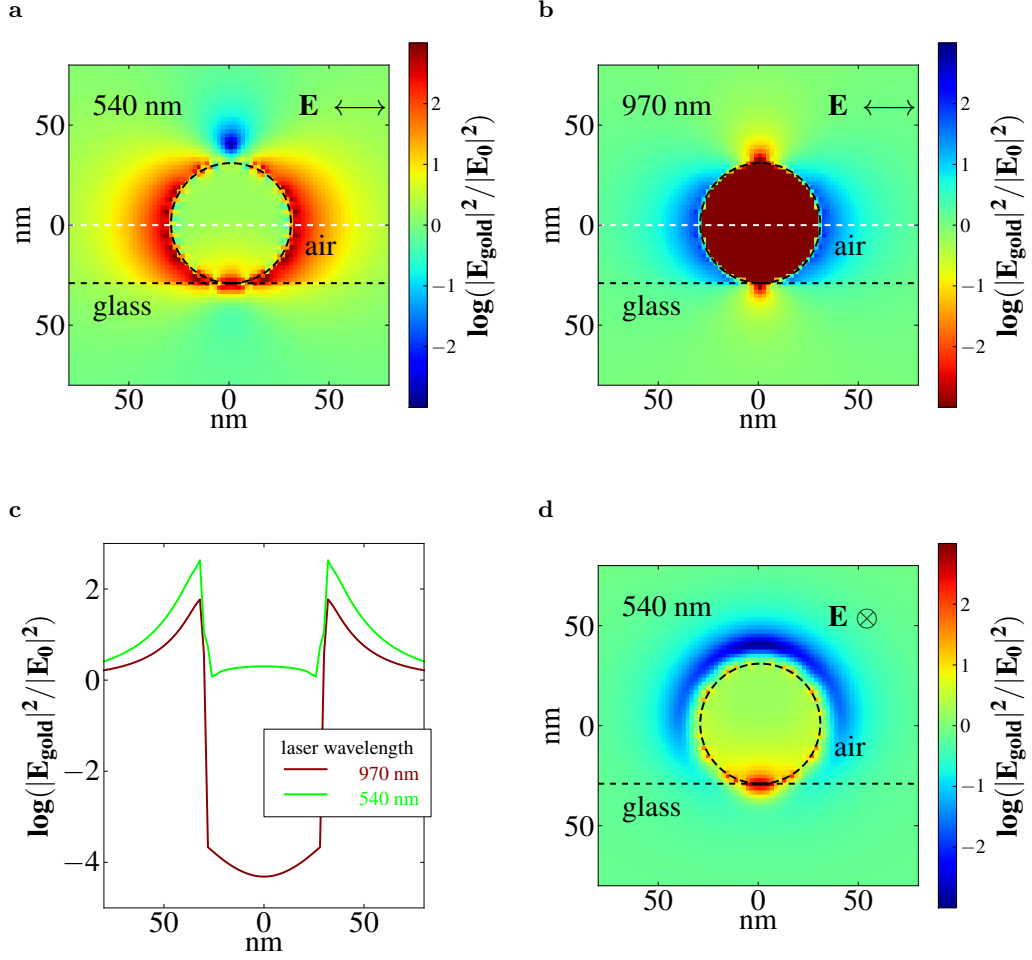 a
540 nm
E ⟷
air
glass
nm
50
0
50
50
0
50
nm
2
1
0
−1
−2
log(|E_gold|^2/|E_0|^2)
b
970 nm
E ⟷
air
glass
nm
50
0
50
50
0
50
nm
2
1
0
−1
−2
log(|E_gold|^2/|E_0|^2)
c
log(|E_gold|^2/|E_0|^2)
2
0
−2
−4
laser wavelength
970 nm
540 nm
50
0
50
nm
d
540 nm
E ⊗
air
glass
nm
50
0
50
50
0
50
nm
2
1
0
−1
−2
log(|E_gold|^2/|E_0|^2)